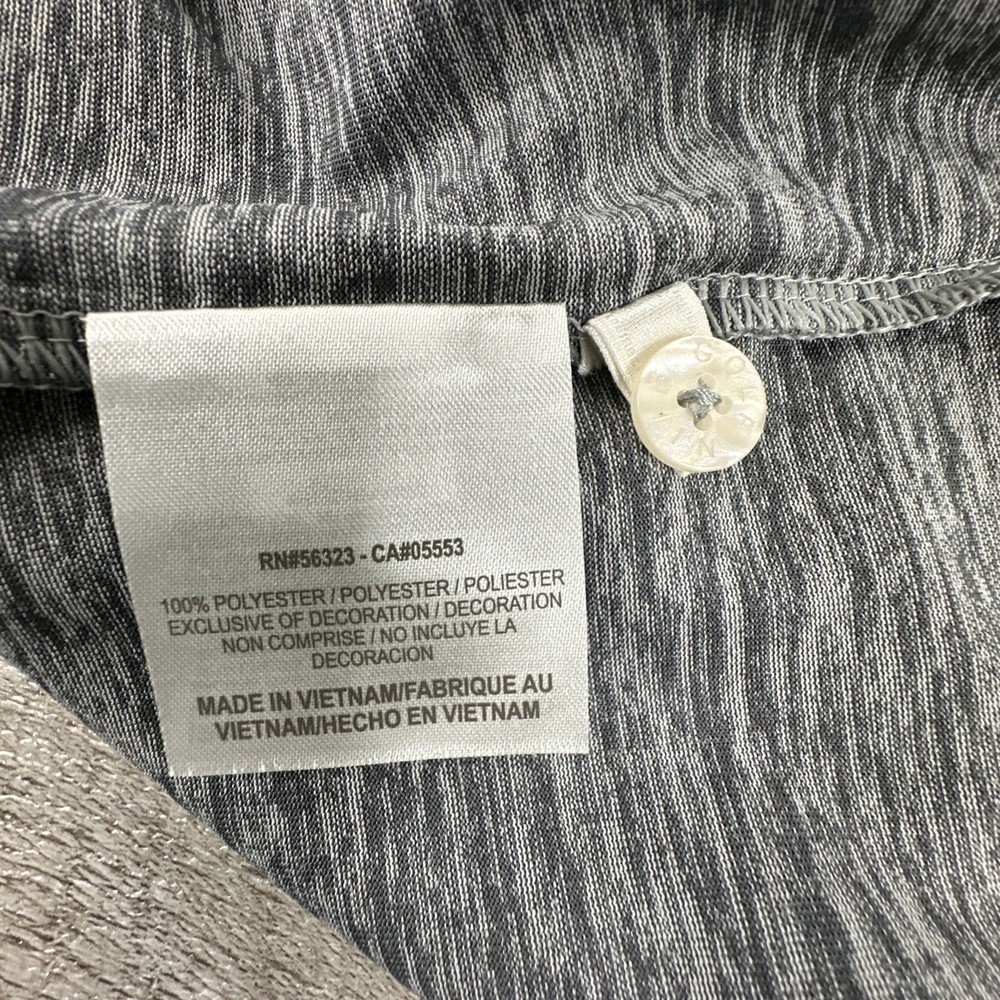 RN#56323 - CA#05553
100% POLYESTER / POLYESTER / POLIESTER
EXCLUSIVE OF DECORATION / DECORATION
NON COMPRISE / NO INCLUYE LA
DECORACION
MADE IN VIETNAM/FABRIQUE AU
VIETNAM/HECHO EN VIETNAM